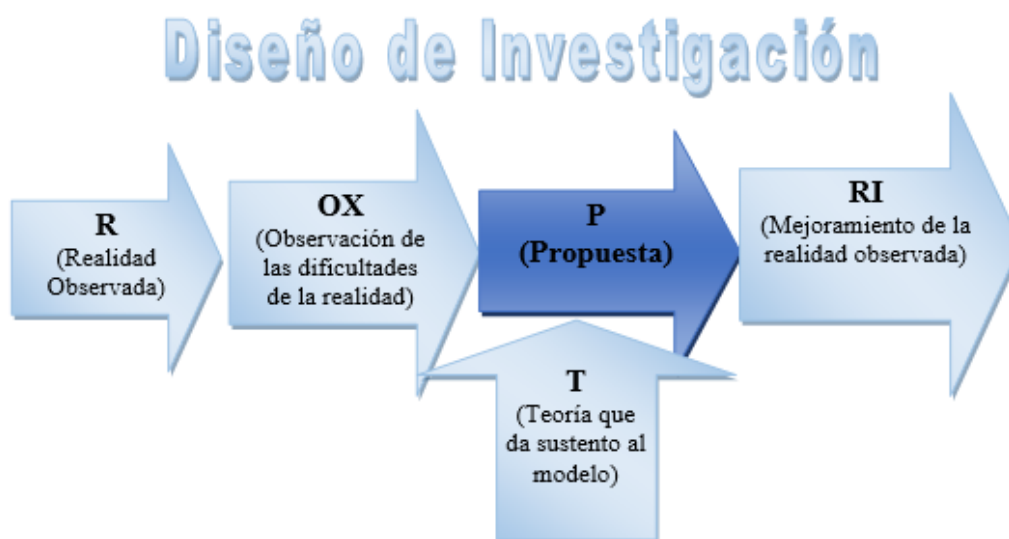 Diseño de Investigación
R
(Realidad
Observada)
OX
(Observación de
las dificultades
de la realidad)
P
(Propuesta)
RI
(Mejoramiento de la
realidad observada)
T
(Teoría que
da sustento al
modelo)